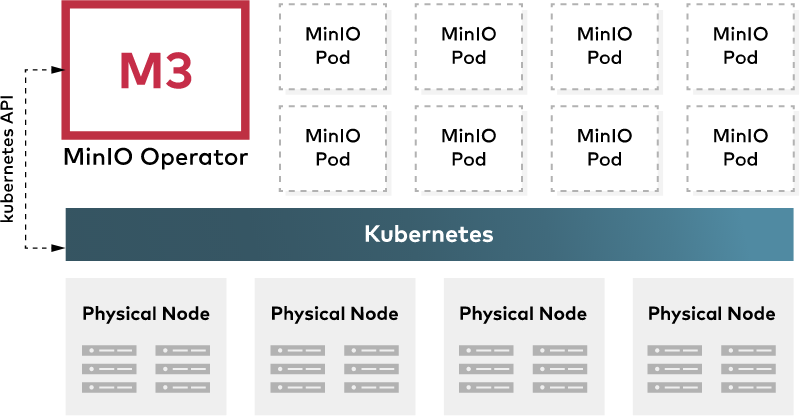 M3
MinIO Operator
kubernetes API
MinIO
Pod
MinIO
Pod
MinIO
Pod
MinIO
Pod
MinIO
Pod
MinIO
Pod
MinIO
Pod
MinIO
Pod
Kubernetes
Physical Node
Physical Node
Physical Node
Physical Node